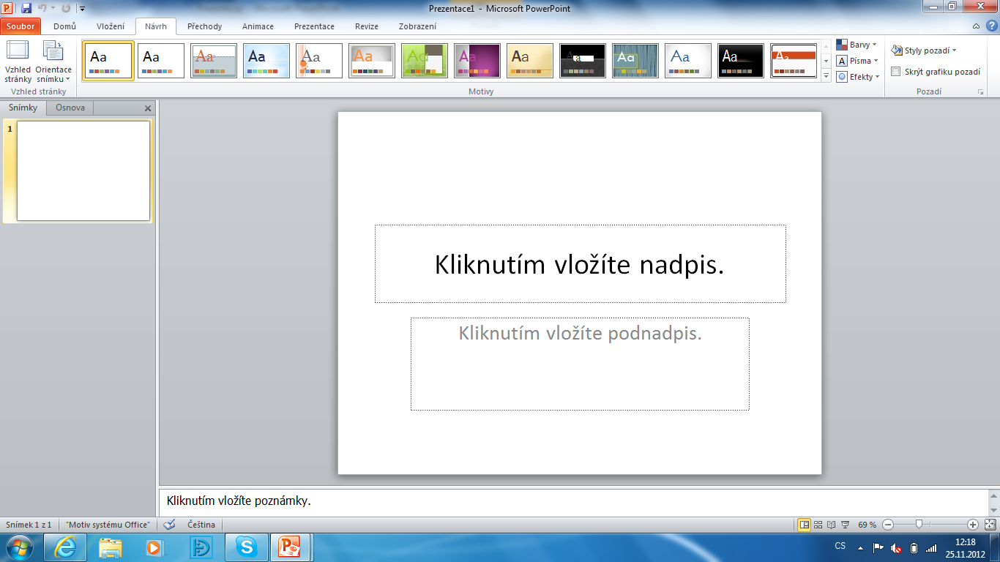 Prezentace1 - Microsoft PowerPoint
Soubor Domů Vložení Návrh Přechody Animace Prezentace Revize Zobrazení
Vzhled stránky
Orientace snímku
Vzhled stránky
Aa Aa Aa Aa Aa Aa Aa Aa Aa Aa Aa Aa Aa Aa
Motivy
Barvy
Písma
Efekty
Styly pozadí
Skrýt grafiku pozadí
Pozadí
Snímky Osnova
1
Kliknutím vložíte nadpis.
Kliknutím vložíte podnadpis.
Kliknutím vložíte poznámky.
Snímek 1 z 1 "Motiv systému Office" Čeština 69 %
CS 12:18
25.11.2012